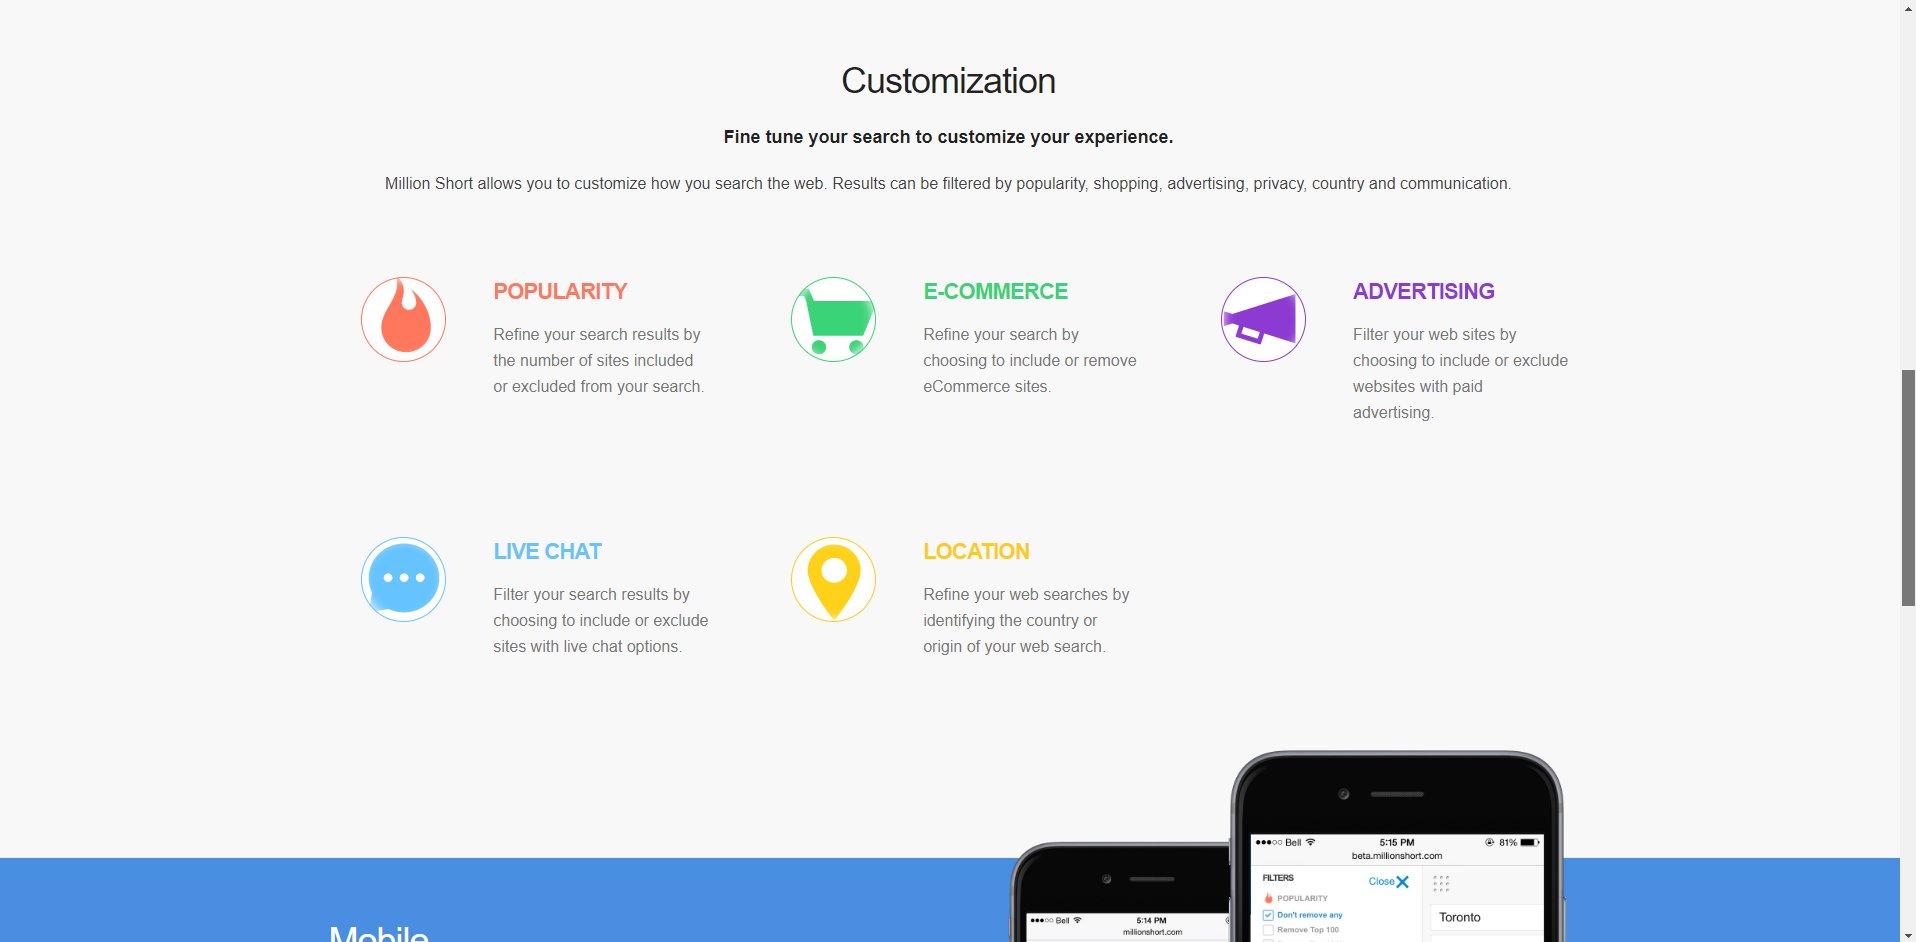 Customization
Fine tune your search to customize your experience.
Million Short allows you to customize how you search the web. Results can be filtered by popularity, shopping, advertising, privacy, country and communication.
POPULARITY
Refine your search results by
the number of sites included
or excluded from your search.
E-COMMERCE
Refine your search by
choosing to include or remove
eCommerce sites.
ADVERTISING
Filter your web sites by
choosing to include or exclude
websites with paid
advertising.
LIVE CHAT
Filter your search results by
choosing to include or exclude
sites with live chat options.
LOCATION
Refine your web searches by
identifying the country or
origin of your web search.
Mobile
Bell 5:14 PM
millionshort.com
Bell 5:15 PM 81%
beta.millionshort.com
FILTERS Close
POPULARITY
Don't remove any
Remove Top 100
Toronto